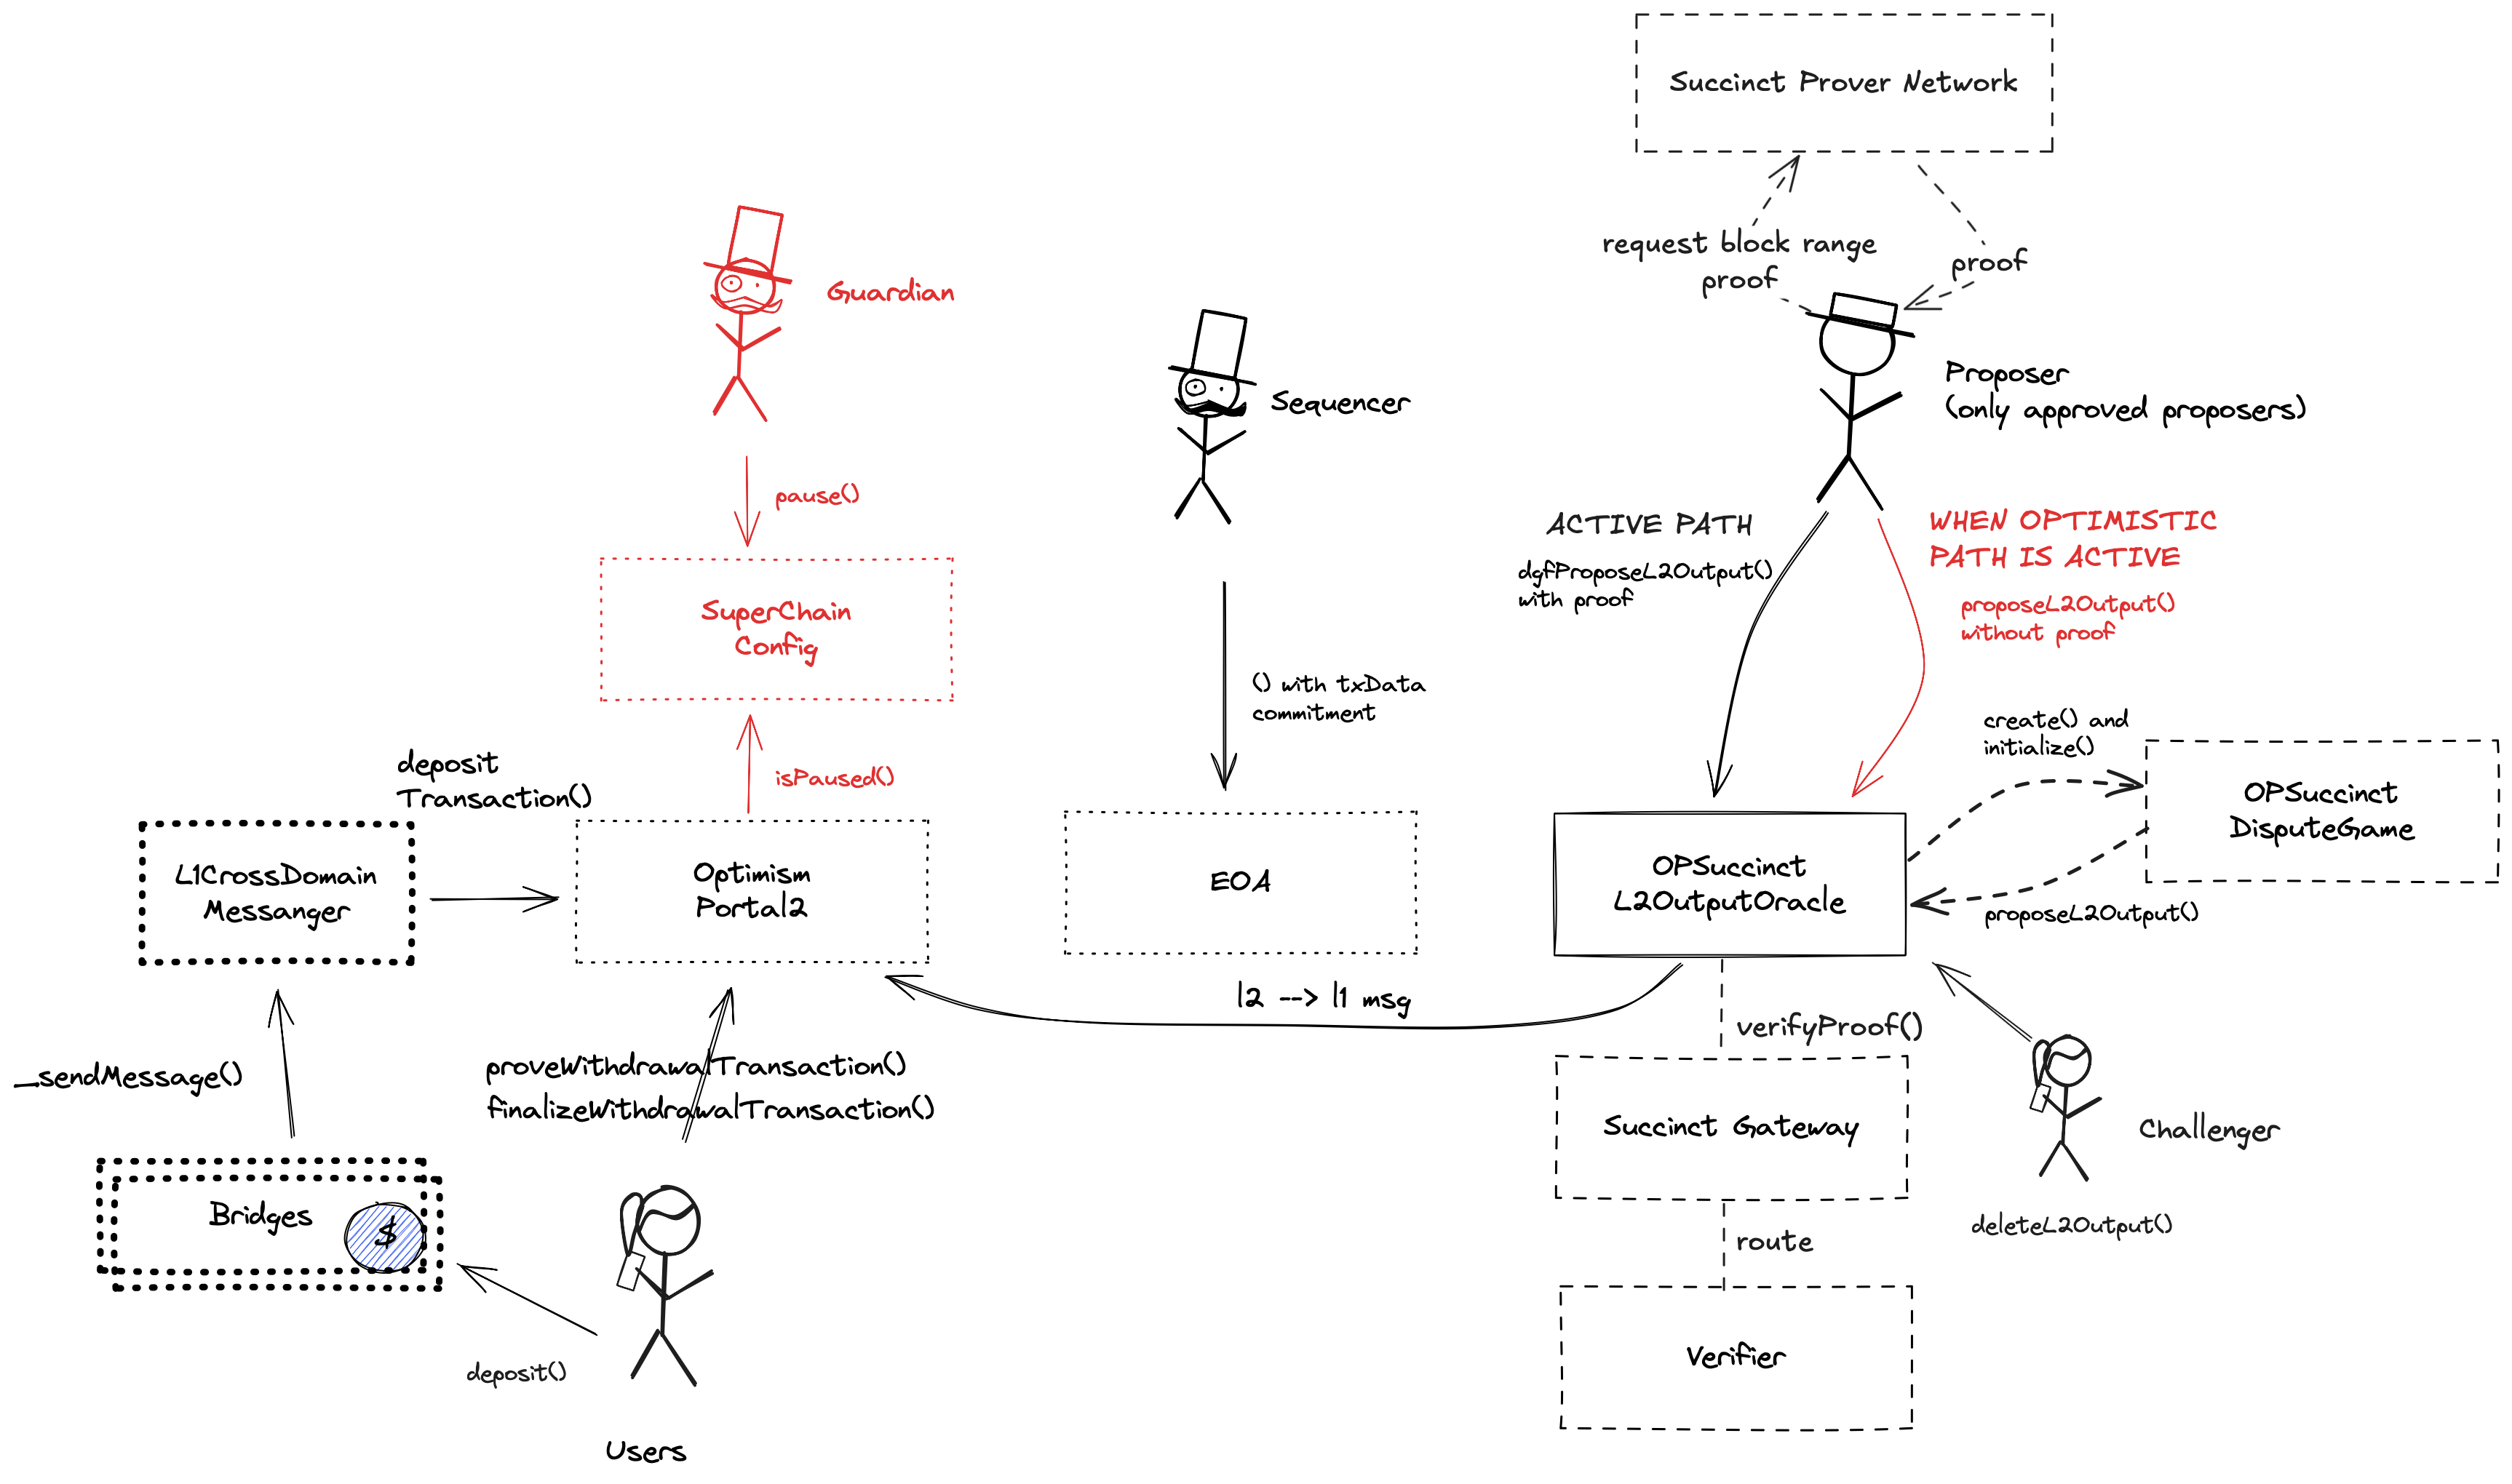 Succinct Prover Network
request block range
proof
proof
Guardian
Sequencer
Proposer
(only approved proposers)
pause()
ACTIVE PATH
dgfProposeL2Output()
with proof
WHEN OPTIMISTIC
PATH IS ACTIVE
proposeL2Output()
without proof
SuperChain
Config
() with txData
commitment
create() and
initialize()
isPaused()
deposit
Transaction()
L1CrossDomain
Messanger
Optimism
Portal2
EOA
OPSuccinct
L2OutputOracle
OPSuccinct
DisputeGame
proposeL2Output()
l2 --> l1 msg
verifyProof()
_sendMessage()
proveWithdrawalTransaction()
finalizeWithdrawalTransaction()
Succinct Gateway
Challenger
deleteL2Output()
Bridges
$
route
deposit()
Verifier
Users